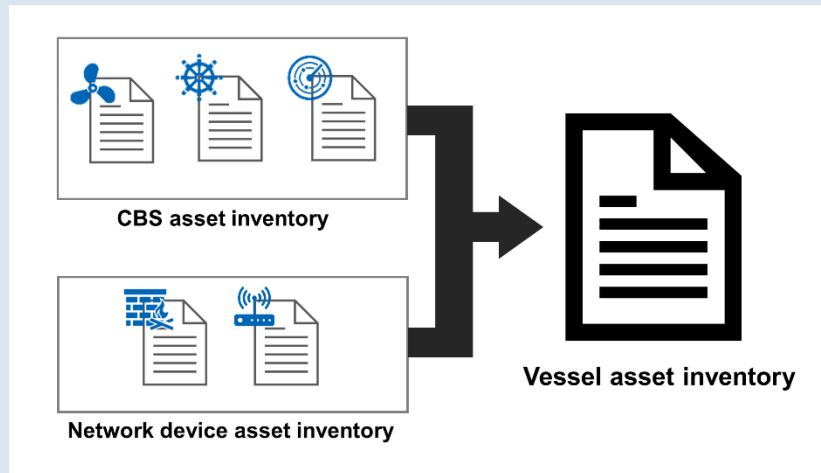 CBS asset inventory
Network device asset inventory
Vessel asset inventory